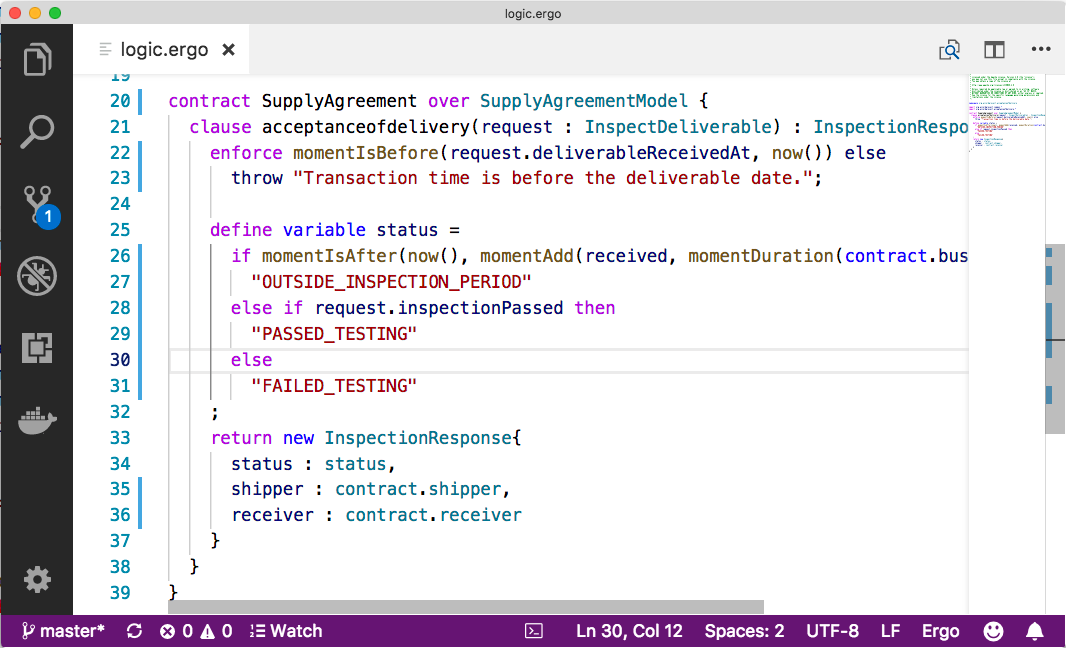 logic.ergo
logic.ergo
19
20 contract SupplyAgreement over SupplyAgreementModel {
21 clause acceptanceofdelivery(request : InspectDeliverable) : InspectionRespo
22 enforce momentIsBefore(request.deliverableReceivedAt, now()) else
23 throw "Transaction time is before the deliverable date.";
24
25 define variable status =
26 if momentIsAfter(now(), momentAdd(received, momentDuration(contract.bus
27 "OUTSIDE_INSPECTION_PERIOD"
28 else if request.inspectionPassed then
29 "PASSED_TESTING"
30 else
31 "FAILED_TESTING"
32 ;
33 return new InspectionResponse{
34 status : status,
35 shipper : contract.shipper,
36 receiver : contract.receiver
37 }
38 }
39 }
1
master* 0 0 Watch Ln 30, Col 12 Spaces: 2 UTF-8 LF Ergo